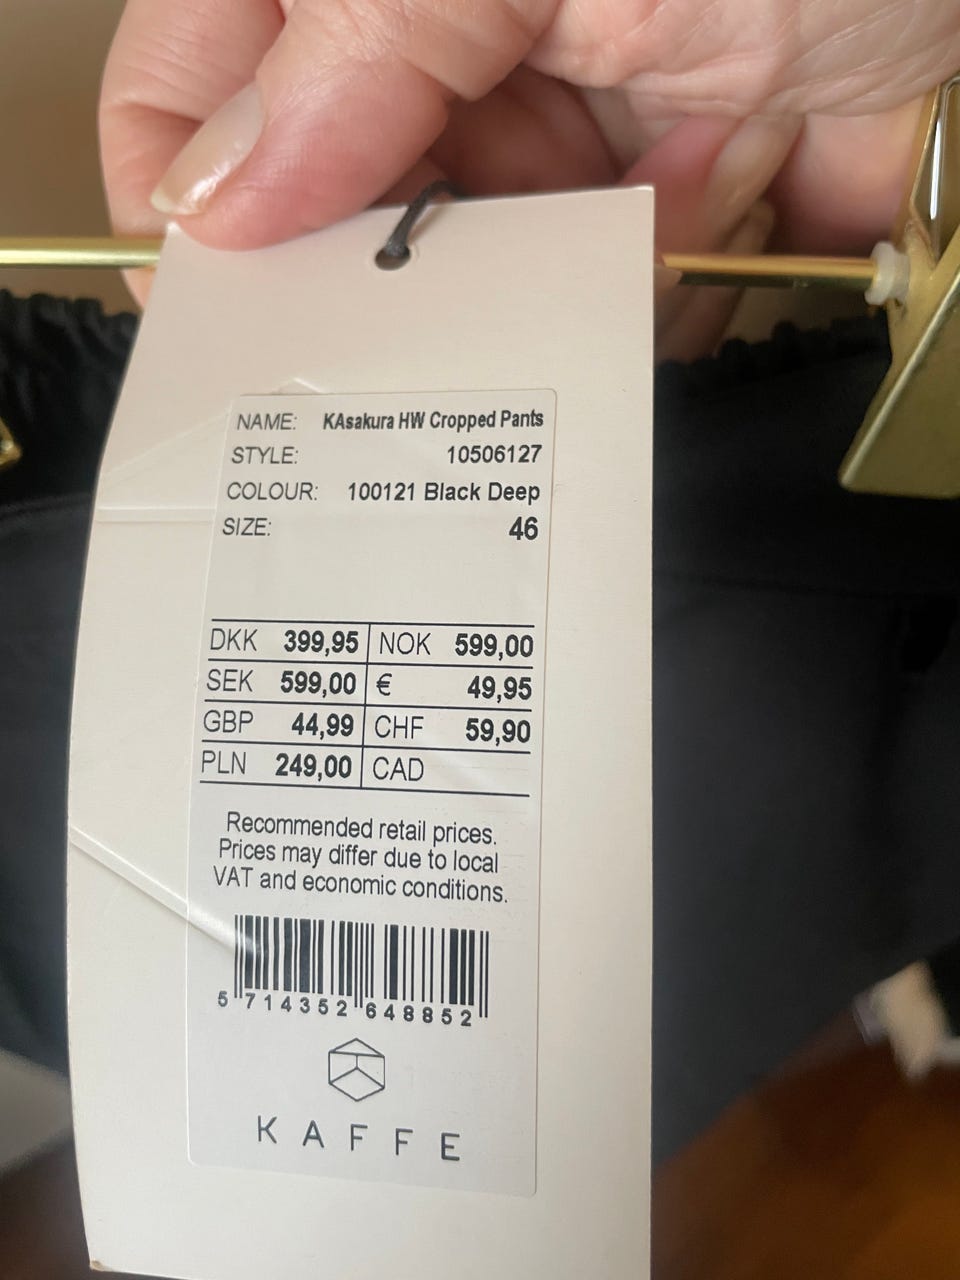 NAME: KAsakura HW Cropped Pants
STYLE: 10506127
COLOUR: 100121 Black Deep
SIZE: 46
DKK 399,95 NOK 599,00
SEK 599,00 € 49,95
GBP 44,99 CHF 59,90
PLN 249,00 CAD
Recommended retail prices.
Prices may differ due to local
VAT and economic conditions.
5 714352 648852
KAFFE